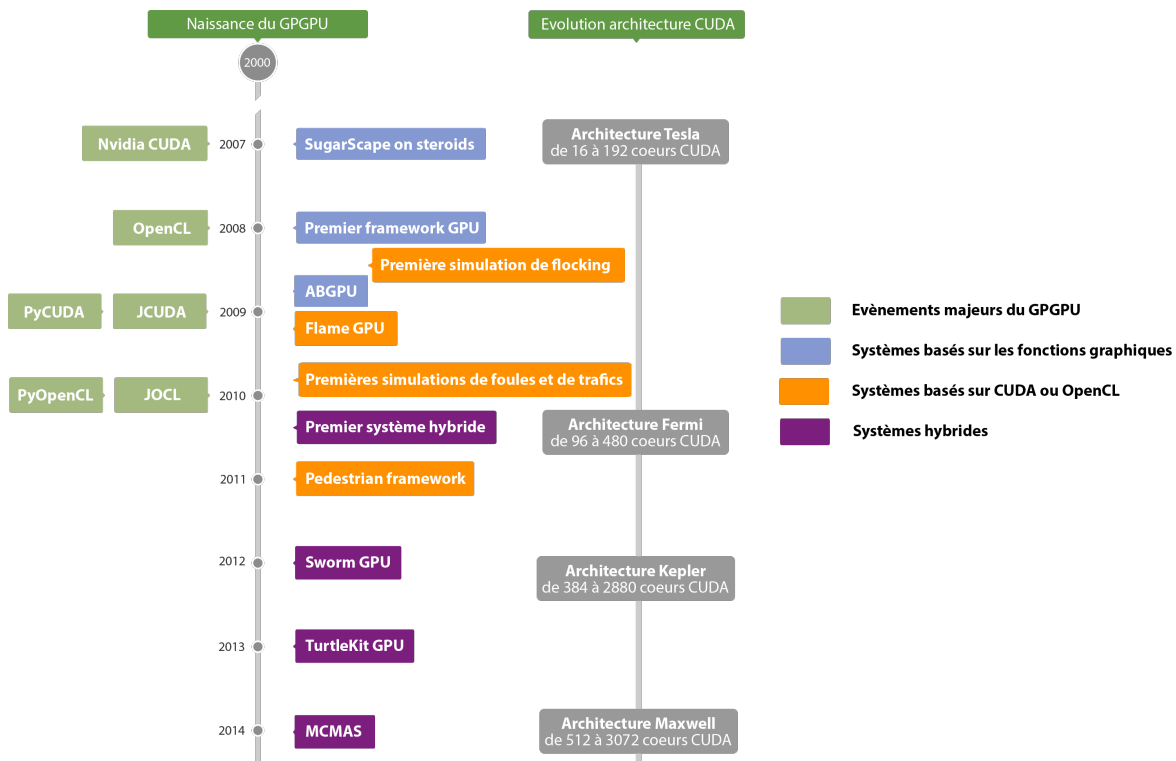 Naissance du GPGPU
Evolution architecture CUDA
2000
Nvidia CUDA
2007
SugarScape on steroids
Architecture Tesla
de 16 à 192 coeurs CUDA
OpenCL
2008
Premier framework GPU
Première simulation de flocking
ABGPU
PyCUDA
JCUDA
2009
Flame GPU
Premières simulations de foules et de trafics
PyOpenCL
JOCL
2010
Premier système hybride
Architecture Fermi
de 96 à 480 coeurs CUDA
2011
Pedestrian framework
2012
Sworm GPU
Architecture Kepler
de 384 à 2880 coeurs CUDA
2013
TurtleKit GPU
2014
MCMAS
Architecture Maxwell
de 512 à 3072 coeurs CUDA
Evènements majeurs du GPGPU
Systèmes basés sur les fonctions graphiques
Systèmes basés sur CUDA ou OpenCL
Systèmes hybrides